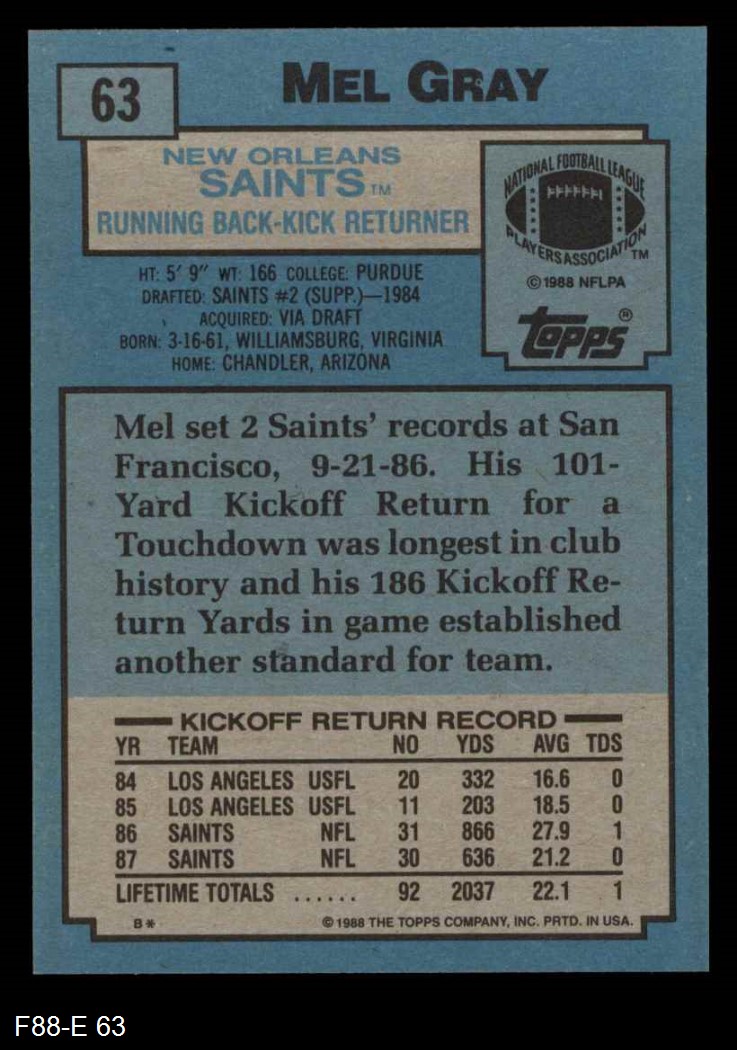 63
MEL GRAY
NEW ORLEANS
SAINTS TM
RUNNING BACK-KICK RETURNER
NATIONAL FOOTBALL LEAGUE
PLAYERS ASSOCIATION TM
© 1988 NFLPA
topps®
HT: 5' 9" WT: 166 COLLEGE: PURDUE
DRAFTED: SAINTS #2 (SUPP.)—1984
ACQUIRED: VIA DRAFT
BORN: 3-16-61, WILLIAMSBURG, VIRGINIA
HOME: CHANDLER, ARIZONA
Mel set 2 Saints' records at San
Francisco, 9-21-86. His 101-
Yard Kickoff Return for a
Touchdown was longest in club
history and his 186 Kickoff Re-
turn Yards in game established
another standard for team.
KICKOFF RETURN RECORD
YR TEAM NO YDS AVG TDS
84 LOS ANGELES USFL 20 332 16.6 0
85 LOS ANGELES USFL 11 203 18.5 0
86 SAINTS NFL 31 866 27.9 1
87 SAINTS NFL 30 636 21.2 0
LIFETIME TOTALS ...... 92 2037 22.1 1
B* © 1988 THE TOPPS COMPANY, INC. PRTD. IN USA.
F88-E 63